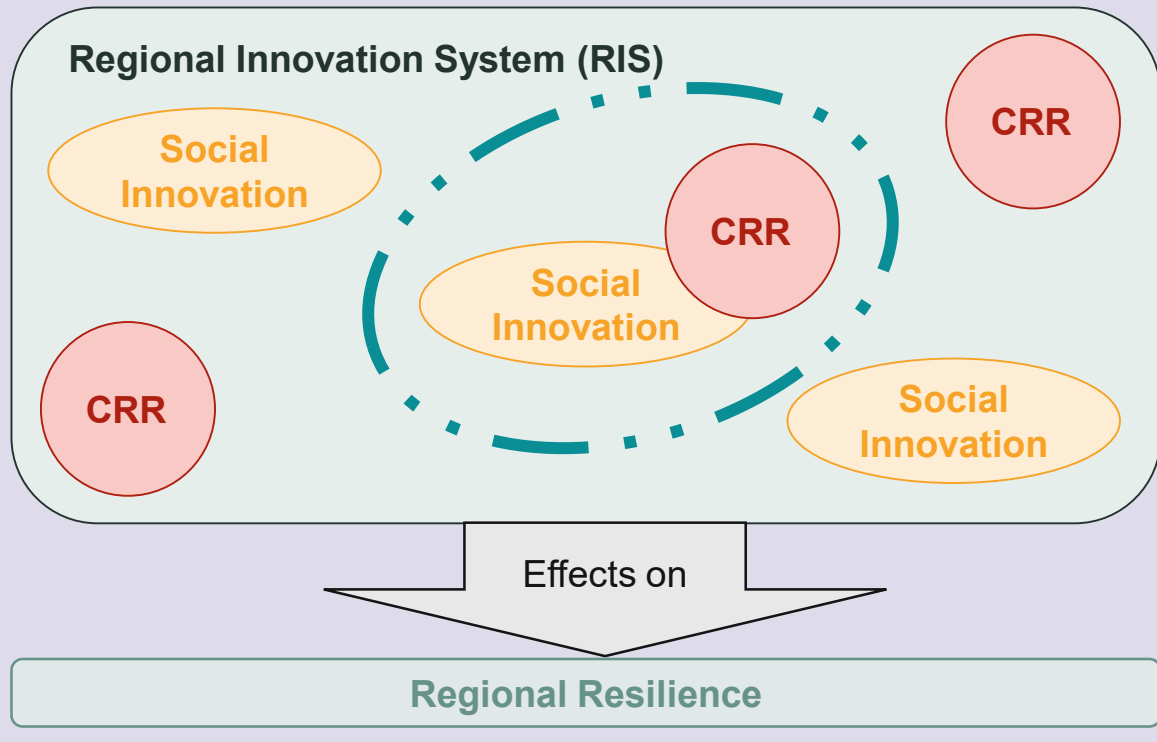 Regional Innovation System (RIS)
CRR
Social
Innovation
CRR
Social
Innovation
CRR
Social
Innovation
Effects on
Regional Resilience